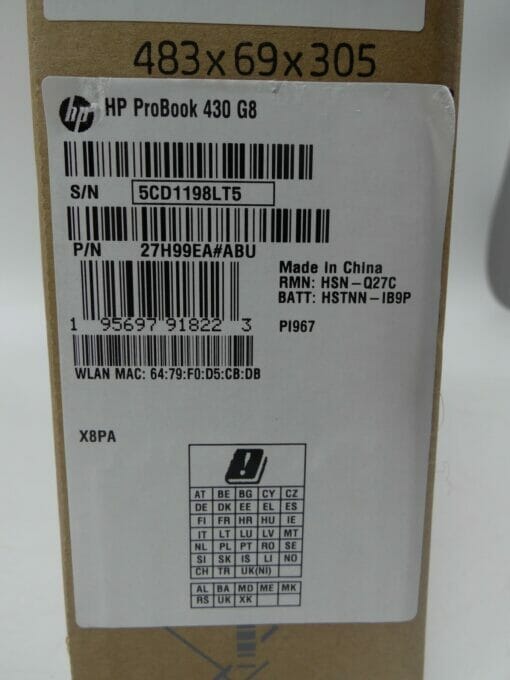 483x69x305
hp HP ProBook 430 G8
S/N 5CD1198LT5
P/N 27H99EA#ABU
Made In China
RMN: HSN-Q27C
BATT: HSTNN-IB9P
1 95697 91822 3 PI967
WLAN MAC: 64:79:F0:D5:CB:DB
X8PA
!
AT BE BG CY CZ
DE DK EE EL ES
FI FR HR HU IE
IT LT LU LV MT
NL PL PT RO SE
SI SK IS LI NO
CH TR UK(NI)
AL BA MD ME MK
RS UK XK